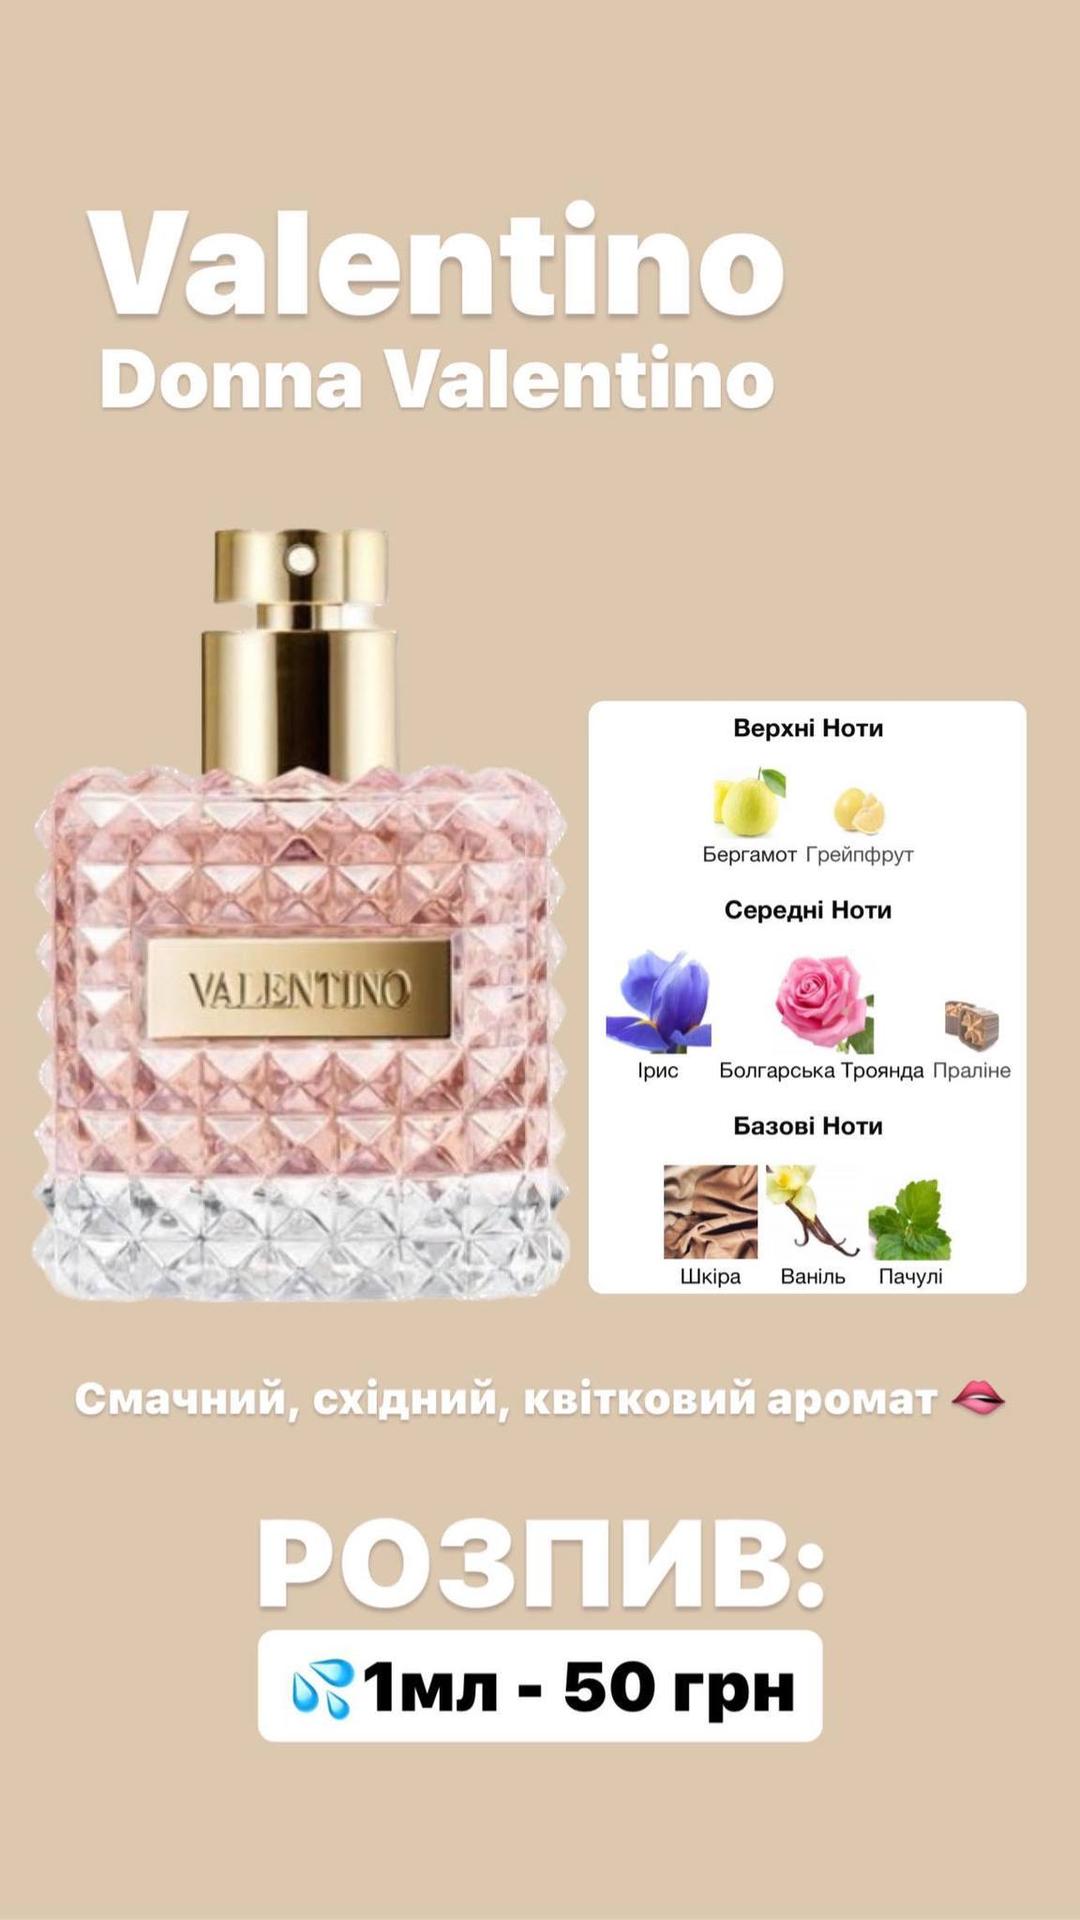 Valentino
Donna Valentino
VALENTINO
Верхні Ноти
Бергамот Грейпфрут
Середні Ноти
Ірис Болгарська Троянда Праліне
Базові Ноти
Шкіра Ваніль Пачулі
Смачний, східний, квітковий аромат 🫦
РОЗПИВ:
💦1мл - 50 грн